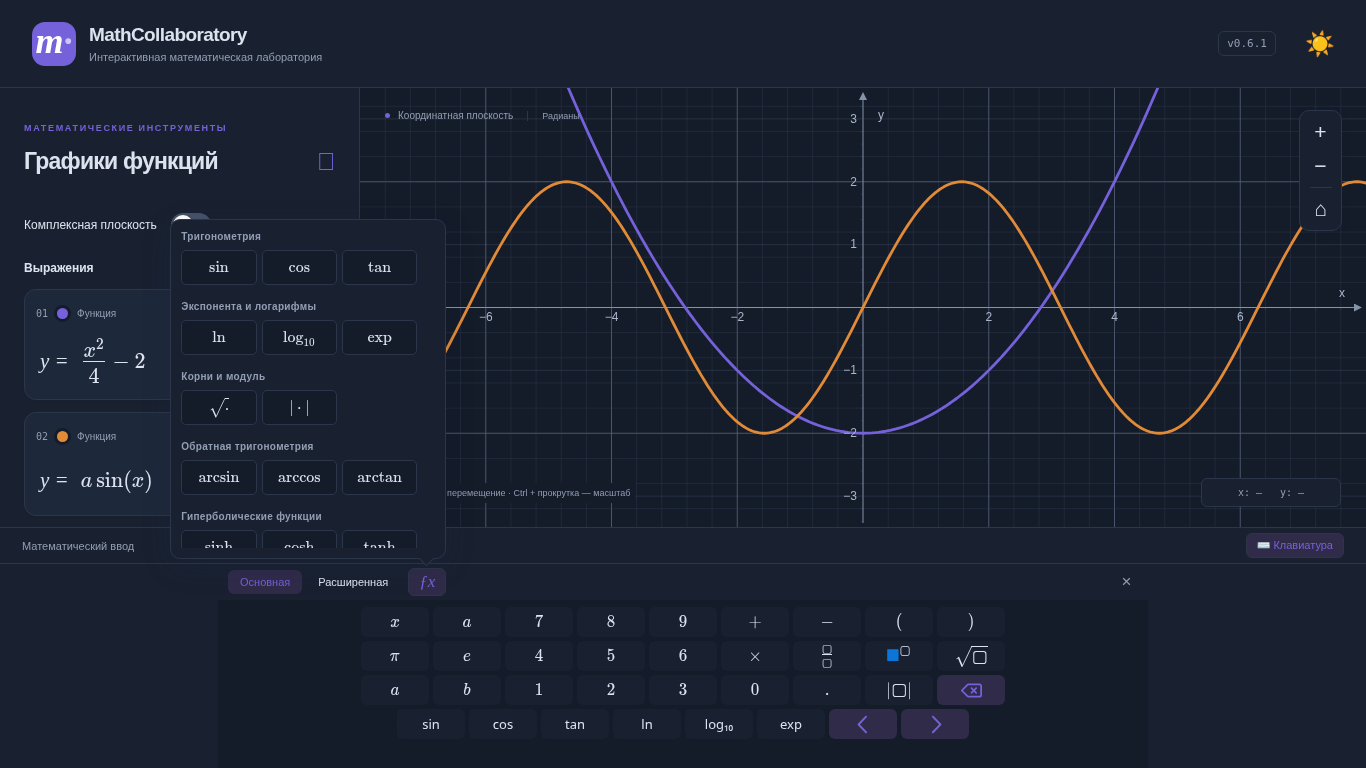 m
MathCollaboratory
Интерактивная математическая лаборатория
v0.6.1
МАТЕМАТИЧЕСКИЕ ИНСТРУМЕНТЫ
Графики функций
Комплексная плоскость
Выражения
01 Функция
y = x²/4 − 2
02 Функция
y = a sin(x)
Тригонометрия
sin cos tan
Экспонента и логарифмы
ln log₁₀ exp
Корни и модуль
√· |·|
Обратная тригонометрия
arcsin arccos arctan
Гиперболические функции
sinh cosh tanh
Координатная плоскость Радианы
y
x
3
2
1
−1
−2
−3
−6 −4 −2 0 2 4 6
+
−
⌂
перемещение · Ctrl + прокрутка — масштаб
x: — y: —
Математический ввод
Клавиатура
Основная Расширенная ƒx ×
x a 7 8 9 + − ( )
π e 4 5 6 × ▢/▢ ■▢ √▢
a b 1 2 3 0 . |▢|
sin cos tan ln log₁₀ exp